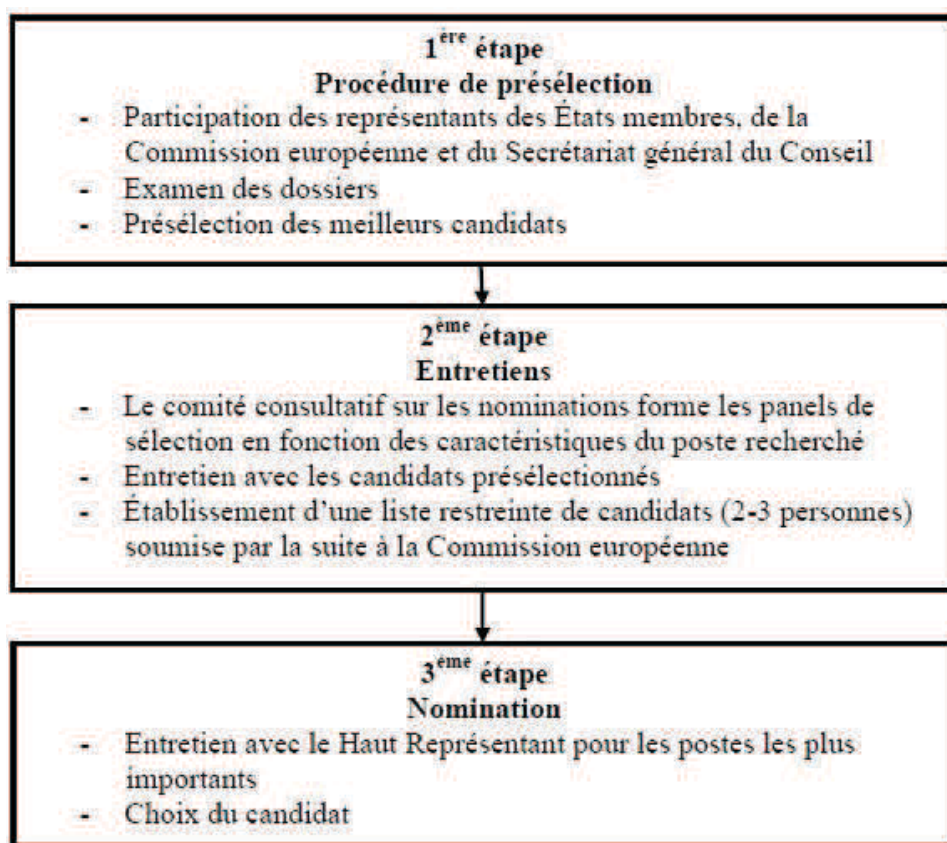 1ère étape
Procédure de présélection
- Participation des représentants des États membres, de la
Commission européenne et du Secrétariat général du Conseil
- Examen des dossiers
- Présélection des meilleurs candidats
2ème étape
Entretiens
- Le comité consultatif sur les nominations forme les panels de
sélection en fonction des caractéristiques du poste recherché
- Entretien avec les candidats présélectionnés
- Établissement d'une liste restreinte de candidats (2-3 personnes)
soumise par la suite à la Commission européenne
3ème étape
Nomination
- Entretien avec le Haut Représentant pour les postes les plus
importants
- Choix du candidat